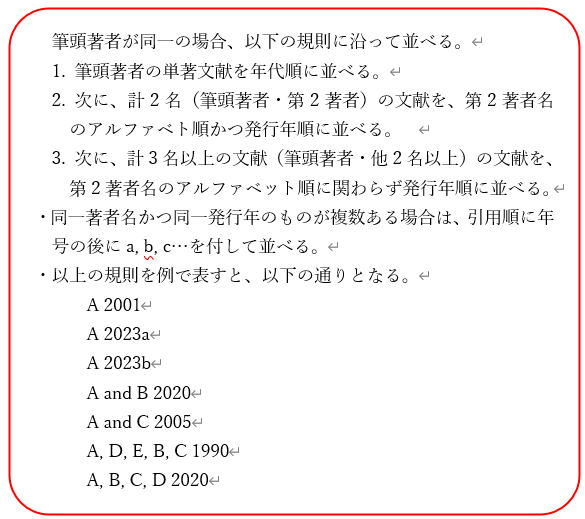 筆頭著者が同一の場合、以下の規則に沿って並べる。
1. 筆頭著者の単著文献を年代順に並べる。
2. 次に、計 2 名（筆頭著者・第 2 著者）の文献を、第 2 著者名
のアルファベト順かつ発行年順に並べる。
3. 次に、計 3 名以上の文献（筆頭著者・他 2 名以上）の文献を、
第 2 著者名のアルファベット順に関わらず発行年順に並べる。
・同一著者名かつ同一発行年のものが複数ある場合は、引用順に年
号の後に a, b, c…を付して並べる。
・以上の規則を例で表すと、以下の通りとなる。
A 2001
A 2023a
A 2023b
A and B 2020
A and C 2005
A, D, E, B, C 1990
A, B, C, D 2020